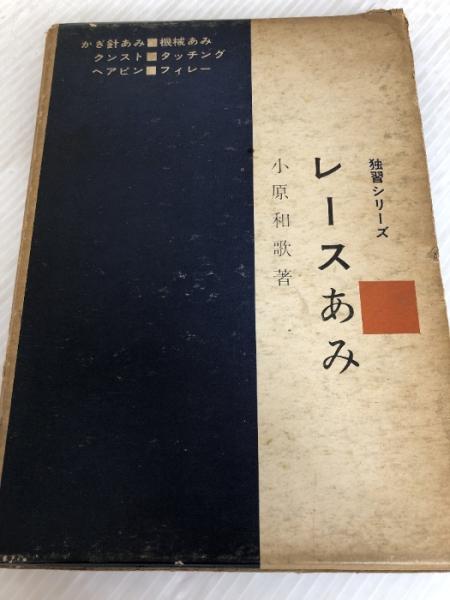 かぎ針あみ■機械あみ
クンスト■タッチング
ヘアピン■フィレー
独習シリーズ
レースあみ
小原和歌著